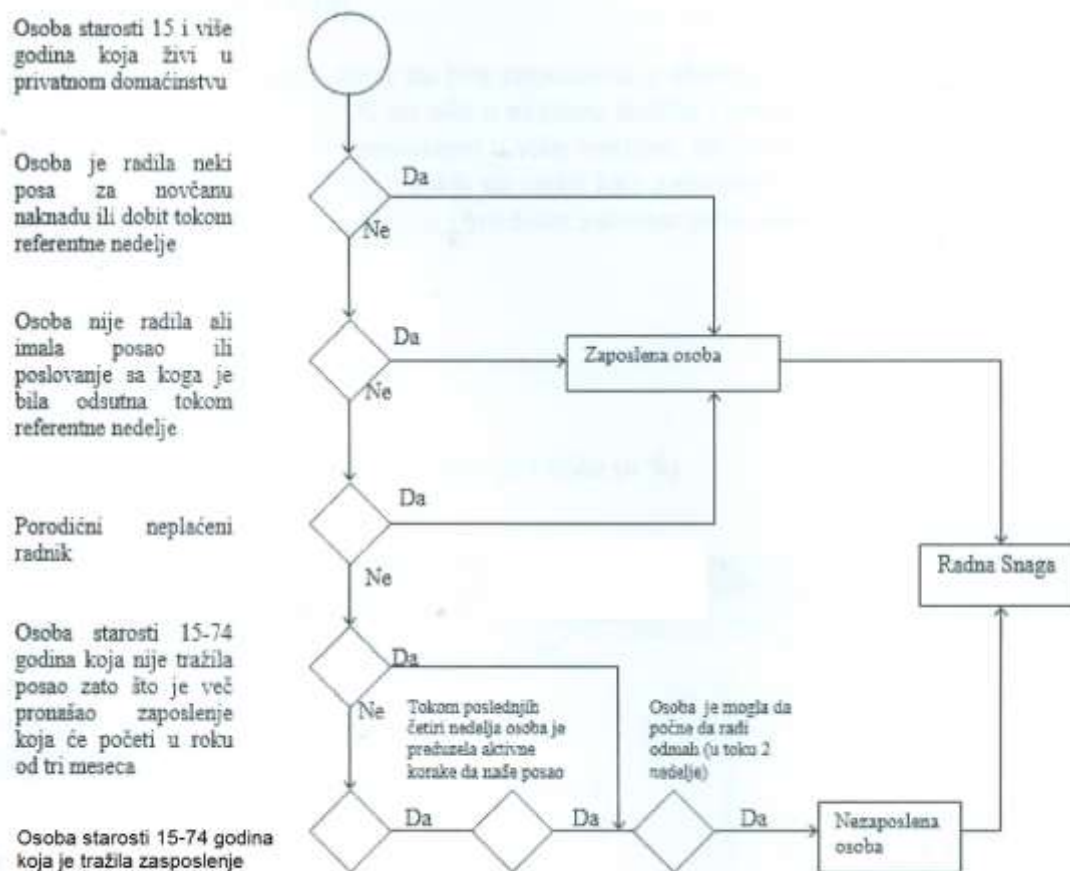 Osoba starosti 15 i više
godina koja živi u
privatnom domaćinstvu
Osoba je radila neki
posa za novčanu
naknadu ili dobit tokom
referentne nedelje
Da
Ne
Osoba nije radila ali
imala posao ili
poslovanje sa koga je
bila odsutna tokom
referentne nedelje
Da
Ne
Zaposlena osoba
Porodićni neplaćeni
radnik
Da
Ne
Radna Snaga
Osoba starosti 15-74
godina koja nije tražila
posao zato što je več
pronašao zaposlenje
koja će početi u roku
od tri meseca
Da
Ne
Tokom poslednjih
četiri nedelja osoba je
preduzela aktivne
korake da nađe posao
Osoba je mogla da
počne da radi
odmah (u toku 2
nedelje)
Osoba starosti 15-74 godina
koja je tražila zasposlenje
Da
Da
Da
Nezaposlena
osoba